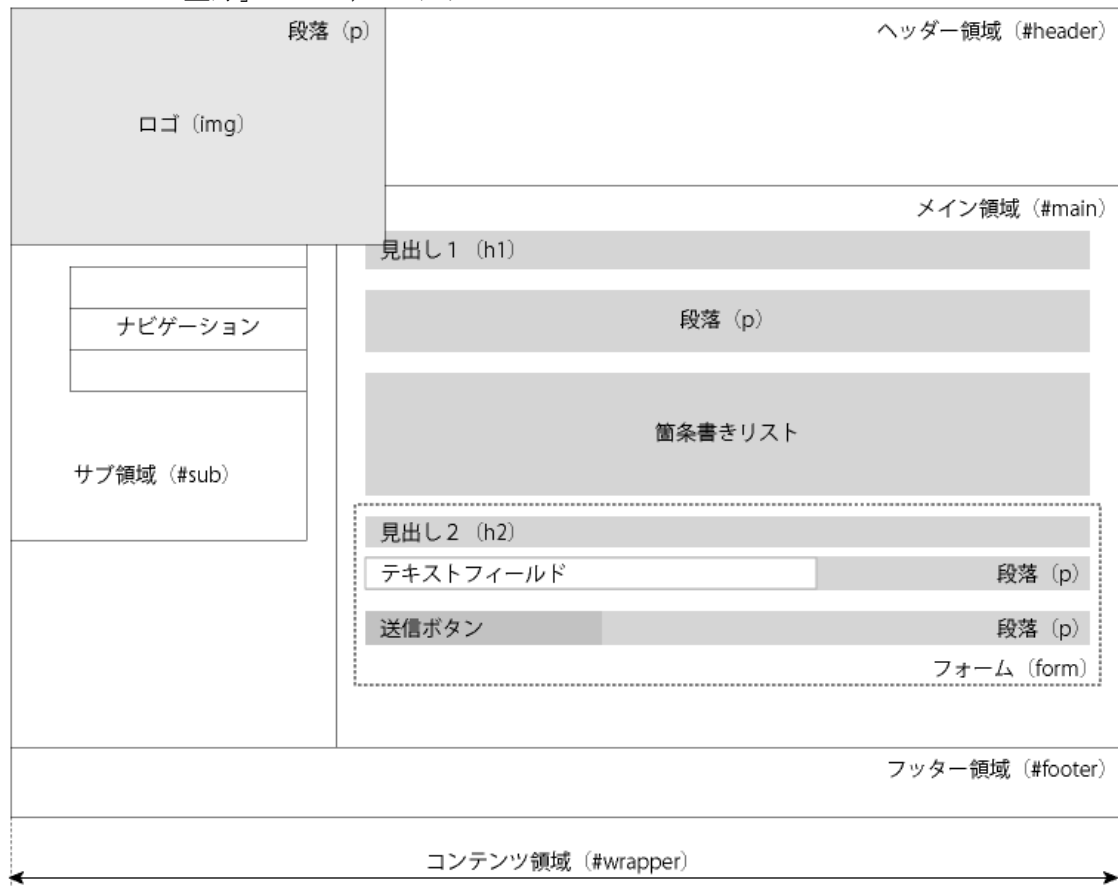 段落（p）
ヘッダー領域（#header）
ロゴ（img）
メイン領域（#main）
見出し１（h1）
段落（p）
ナビゲーション
箇条書きリスト
サブ領域（#sub）
見出し２（h2）
テキストフィールド
段落（p）
送信ボタン
段落（p）
フォーム（form）
フッター領域（#footer）
コンテンツ領域（#wrapper）